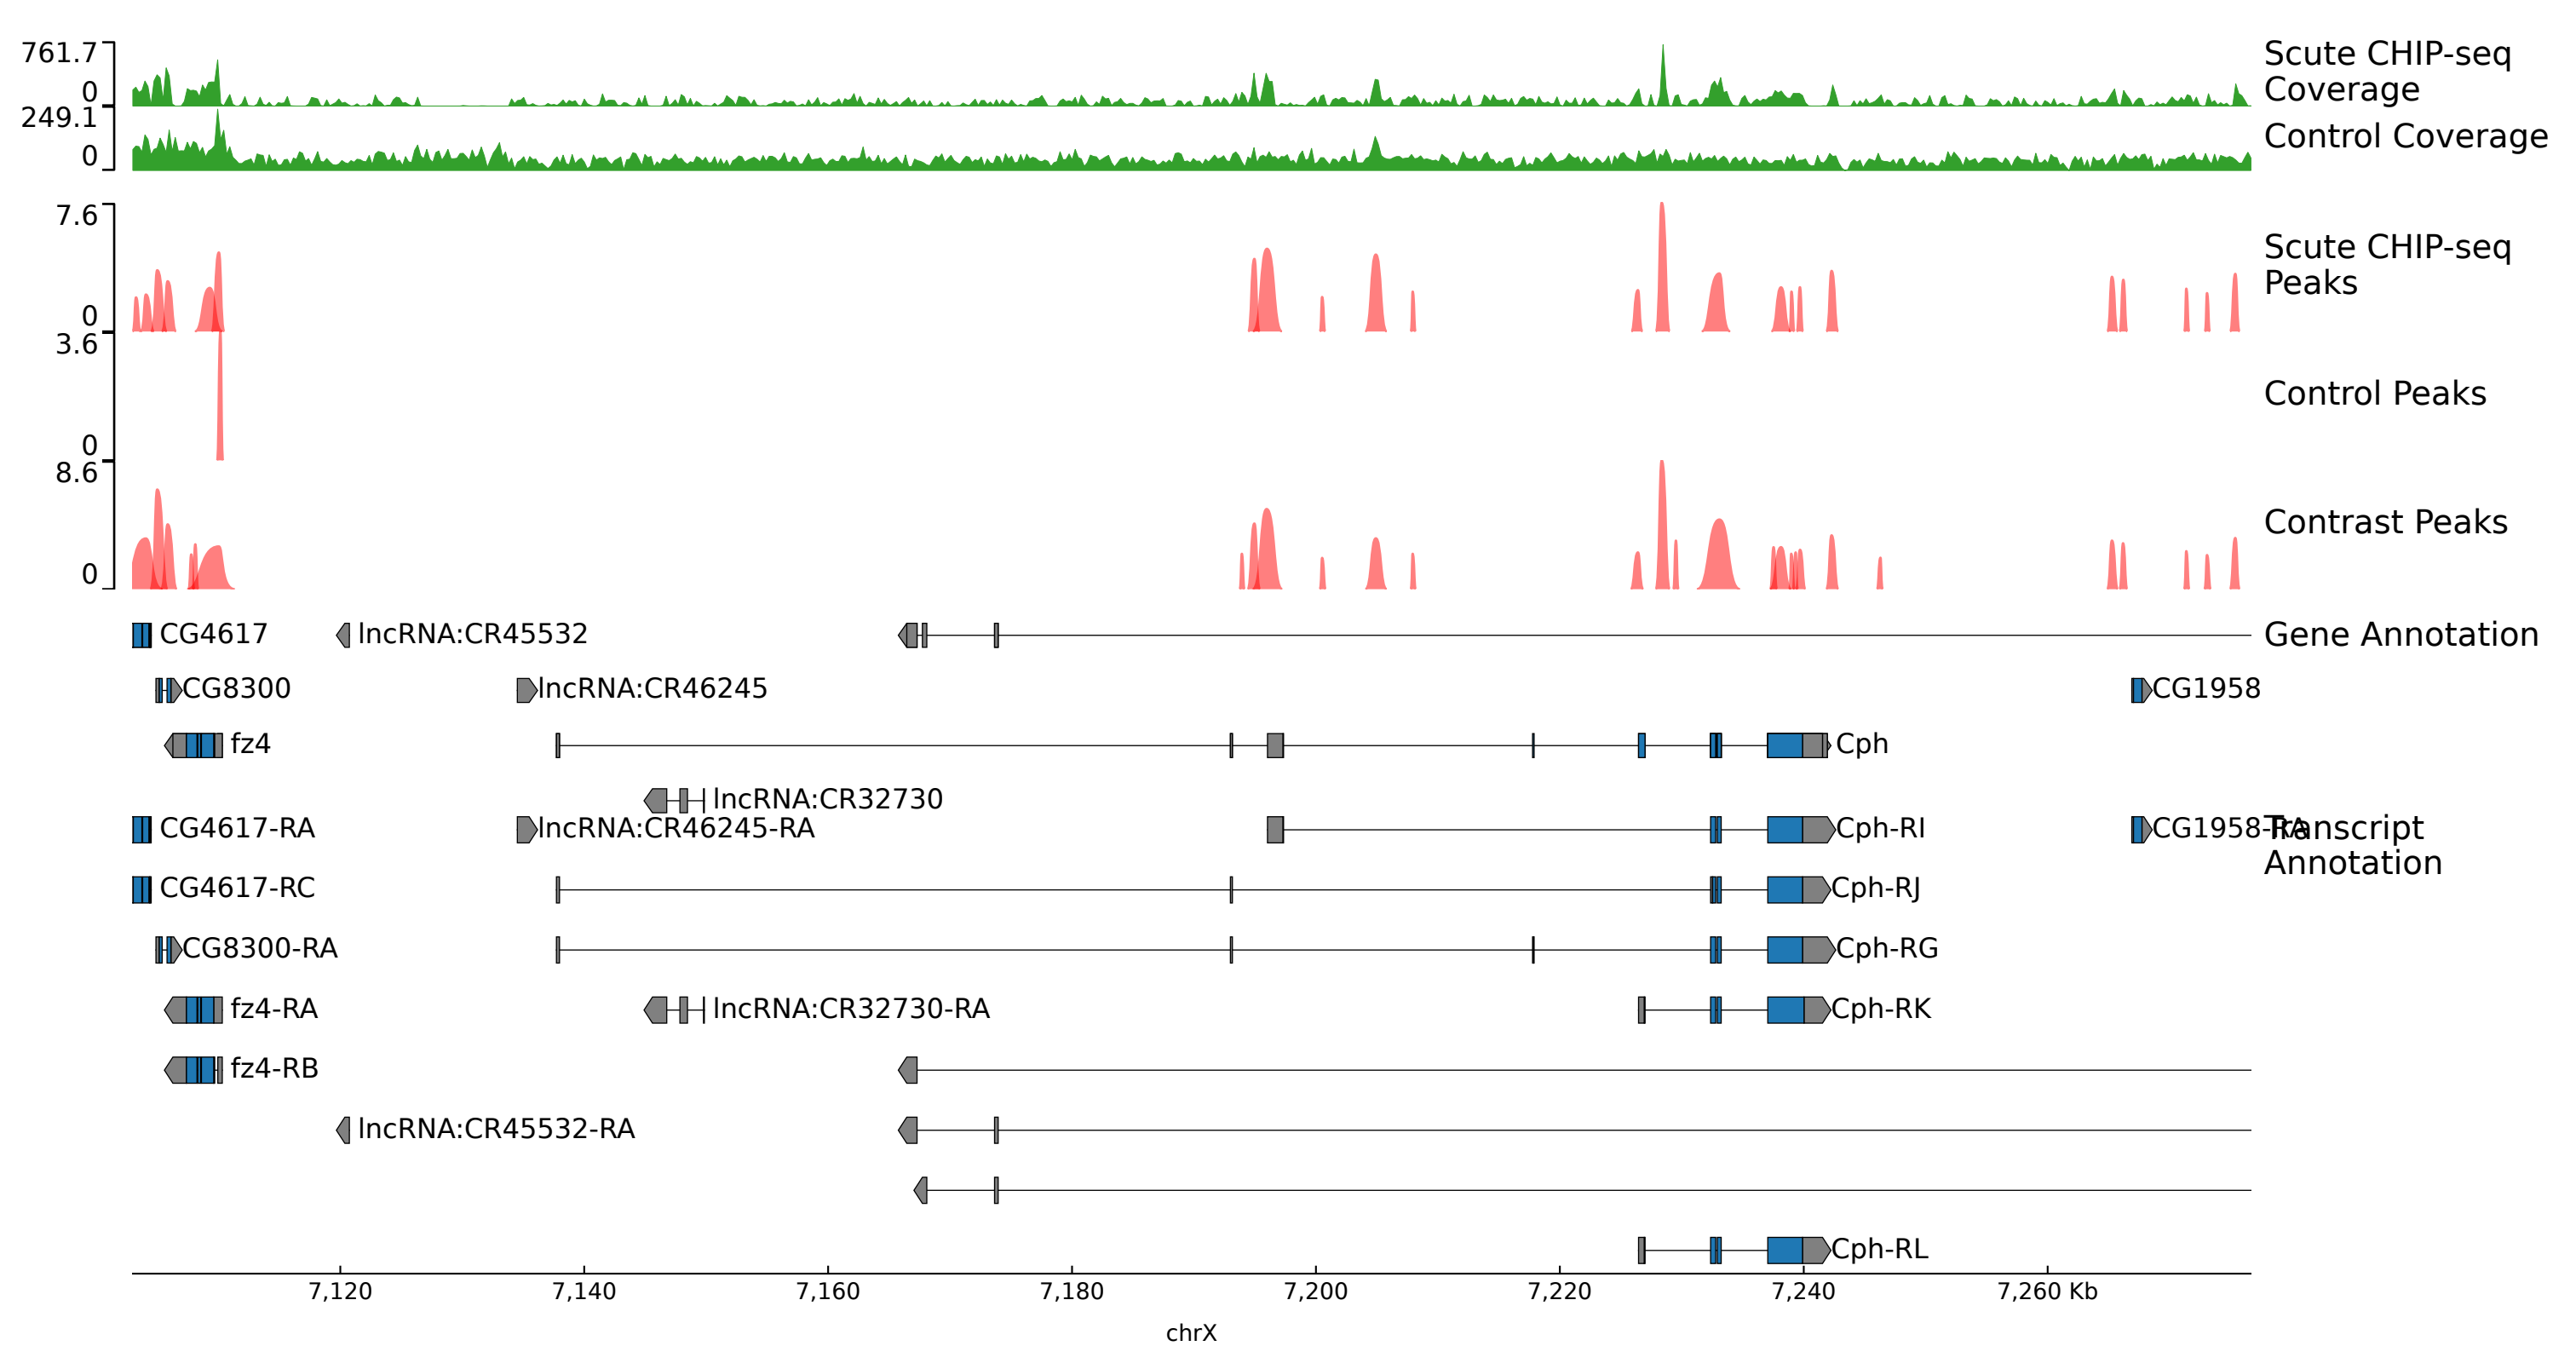 761.7
0
Scute CHIP-seq
Coverage
249.1
0
Control Coverage
7.6
0
Scute CHIP-seq
Peaks
3.6
0
Control Peaks
8.6
0
Contrast Peaks
CG4617
lncRNA:CR45532
Gene Annotation
CG8300
lncRNA:CR46245
CG1958
fz4
Cph
lncRNA:CR32730
CG4617-RA
lncRNA:CR46245-RA
Cph-RI
CG1958-RA
Transcript
Annotation
CG4617-RC
Cph-RJ
CG8300-RA
Cph-RG
fz4-RA
lncRNA:CR32730-RA
Cph-RK
fz4-RB
lncRNA:CR45532-RA
Cph-RL
7,120
7,140
7,160
7,180
7,200
7,220
7,240
7,260 Kb
chrX